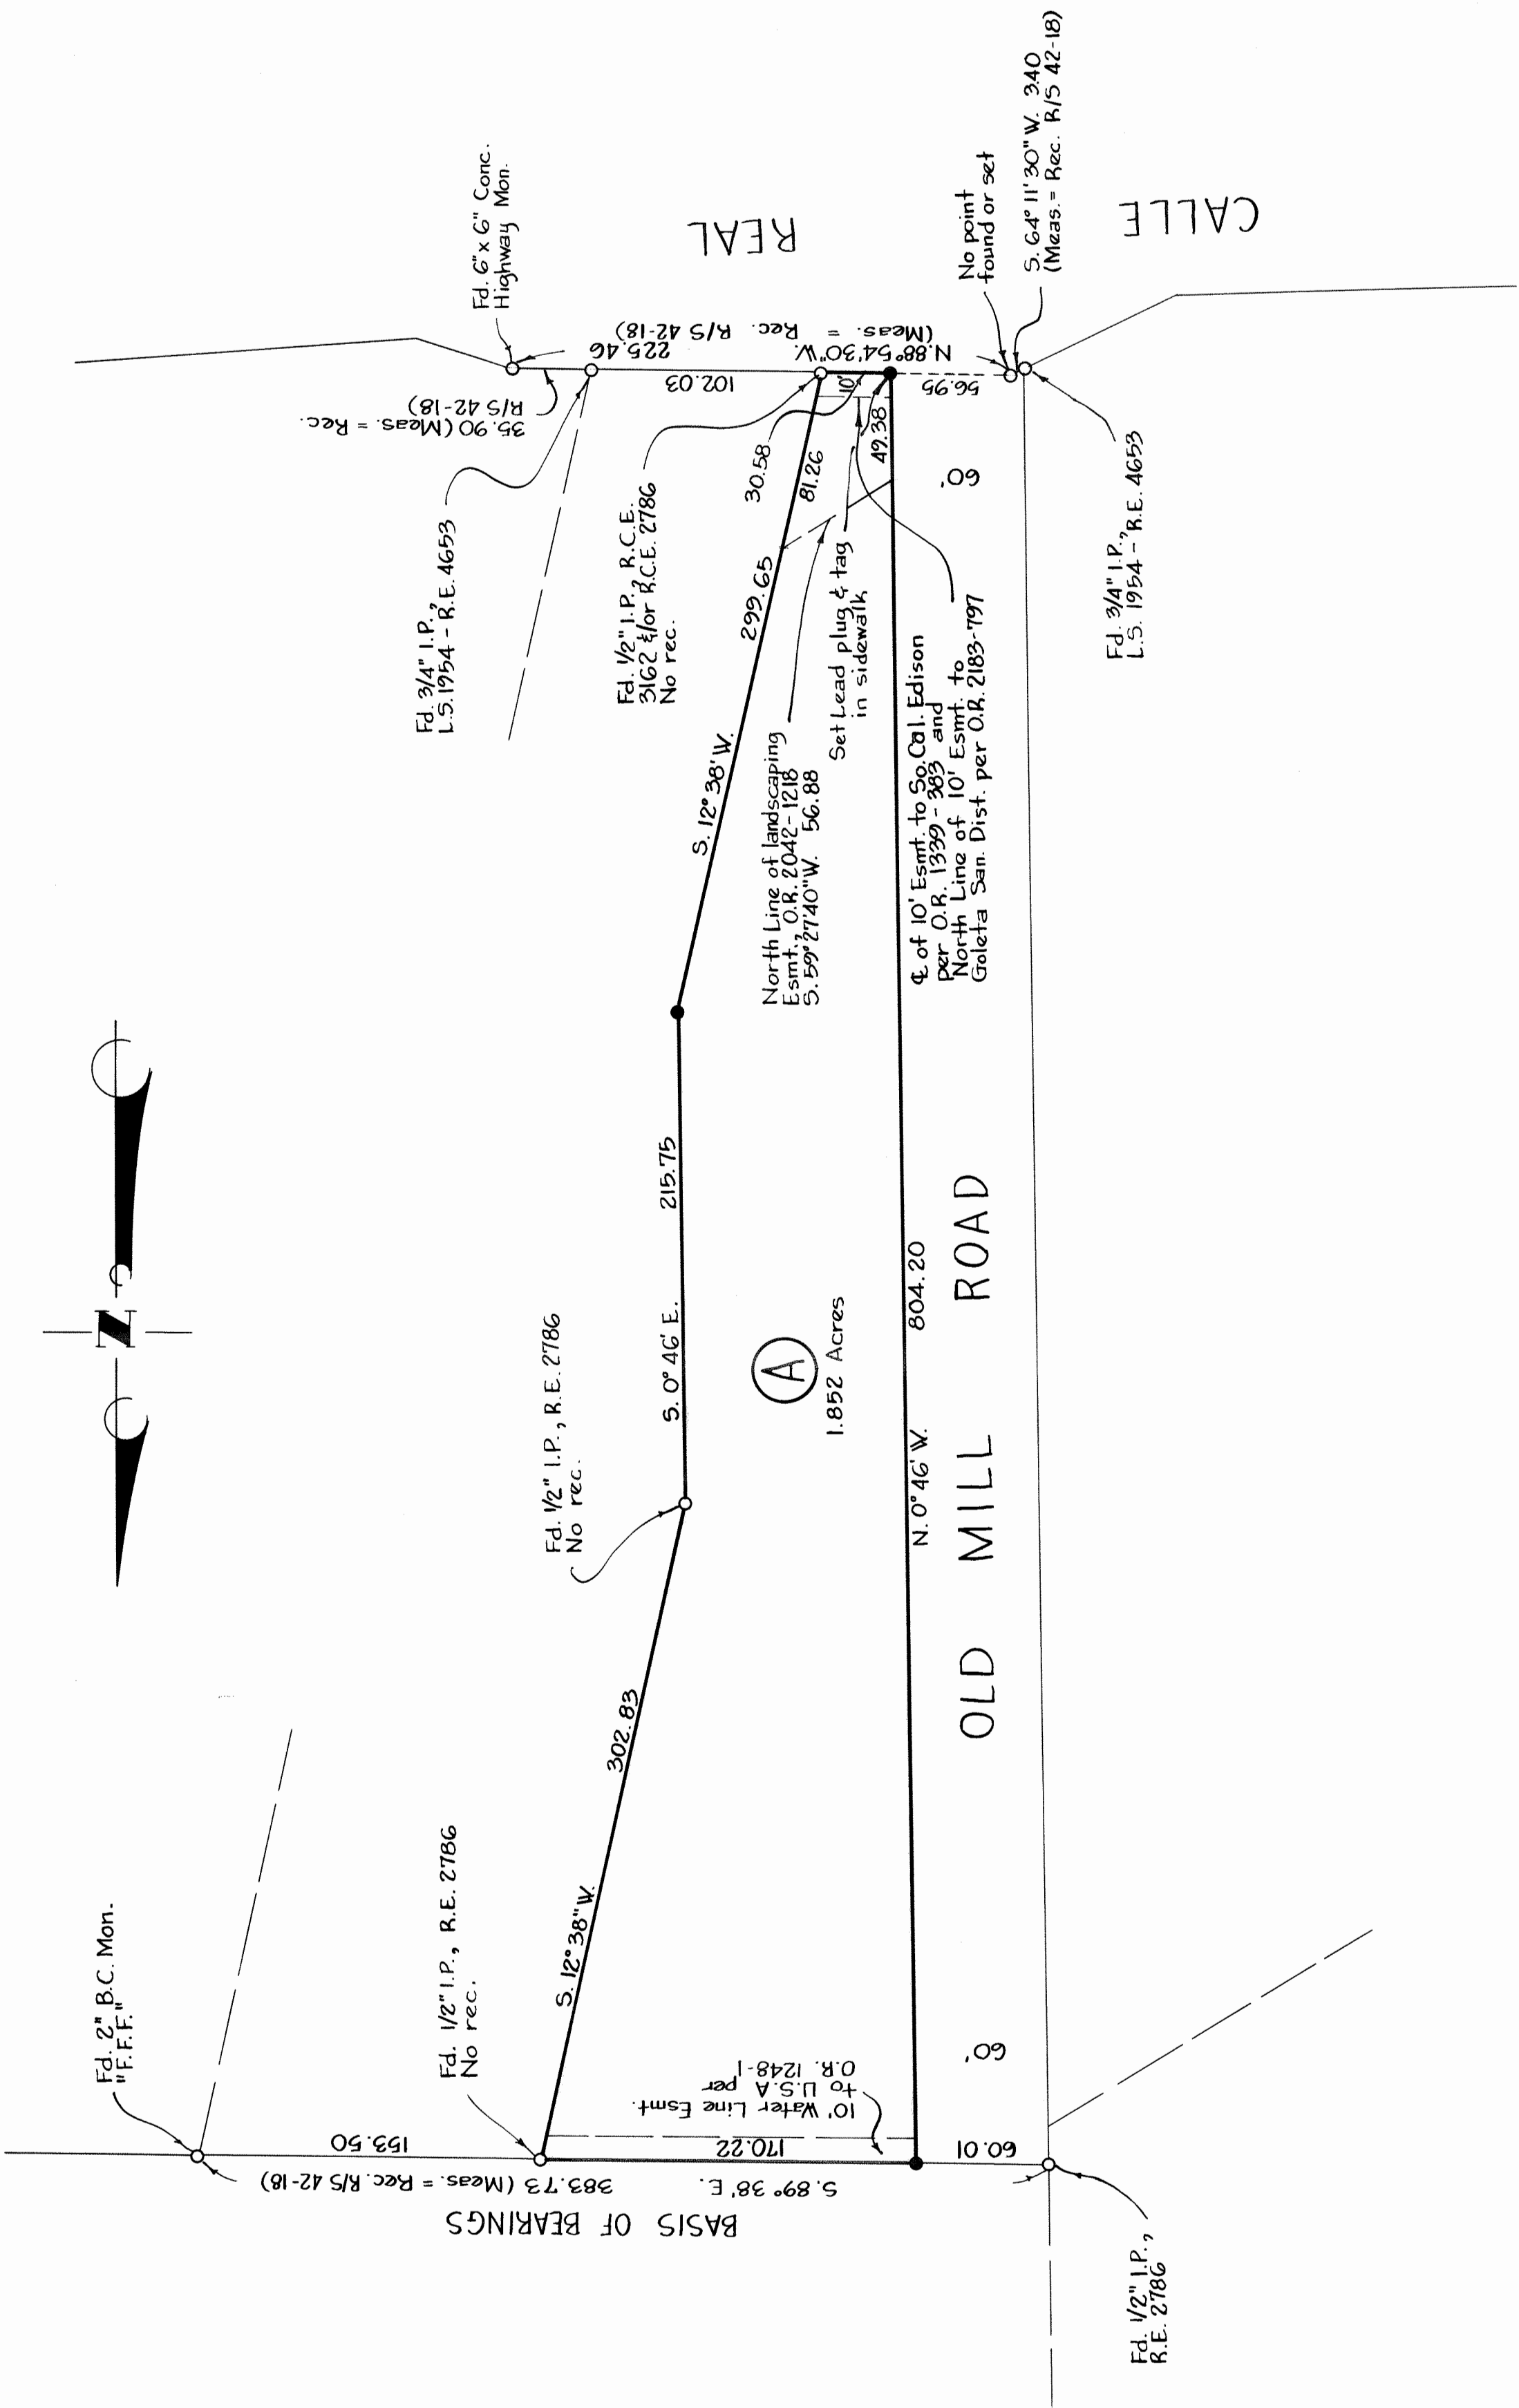 N
Fd. 2" B.C. Mon.
"F.F.F."
153.50
383.73 (Meas. = Rec. R/S 42-18)
BASIS OF BEARINGS
S. 89° 38' E.
170.22
10' Water Line Esmt.
to U.S.A per
O.R. 1248-1
60.01
60'
Fd. 1/2" I.P.,
R.E. 2786
Fd. 1/2" I.P., R.E. 2786
No rec.
S. 12° 38" W.
302.83
Fd. 1/2" I.P., R.E. 2786
No rec.
S. 0° 46' E.
215.75
A
1.852 Acres
N. 0° 46' W.
804.20
OLD MILL ROAD
S. 12° 38' W.
299.65
81.26
30.58
North Line of landscaping
Esmt., O.R. 2042-1218
S. 59° 27'40" W. 56.88
Set Lead plug & tag
in sidewalk
℄ of 10' Esmt. to So. Cal. Edison
per O.R. 1339-383 and
North Line of 10' Esmt. to
Goleta San. Dist. per O.R. 2183-797
49.38
10'
60'
Fd. 1/2" I.P., R.C.E.
3162 &/or R.C.E. 2786
No rec.
Fd. 3/4" I.P.,
L.S. 1954 - R.E. 4653
35.90 (Meas. = Rec.
R/S 42-18)
Fd. 6" x 6" Conc.
Highway Mon.
102.03
225.46
N. 88° 54' 30" W.
(Meas. = Rec. R/S 42-18)
56.95
No point
found or set
S. 64° 11' 30" W. 3.40
(Meas. = Rec. R/S 42-18)
Fd. 3/4" I.P.,
L.S. 1954 - R.E. 4653
CALLE REAL